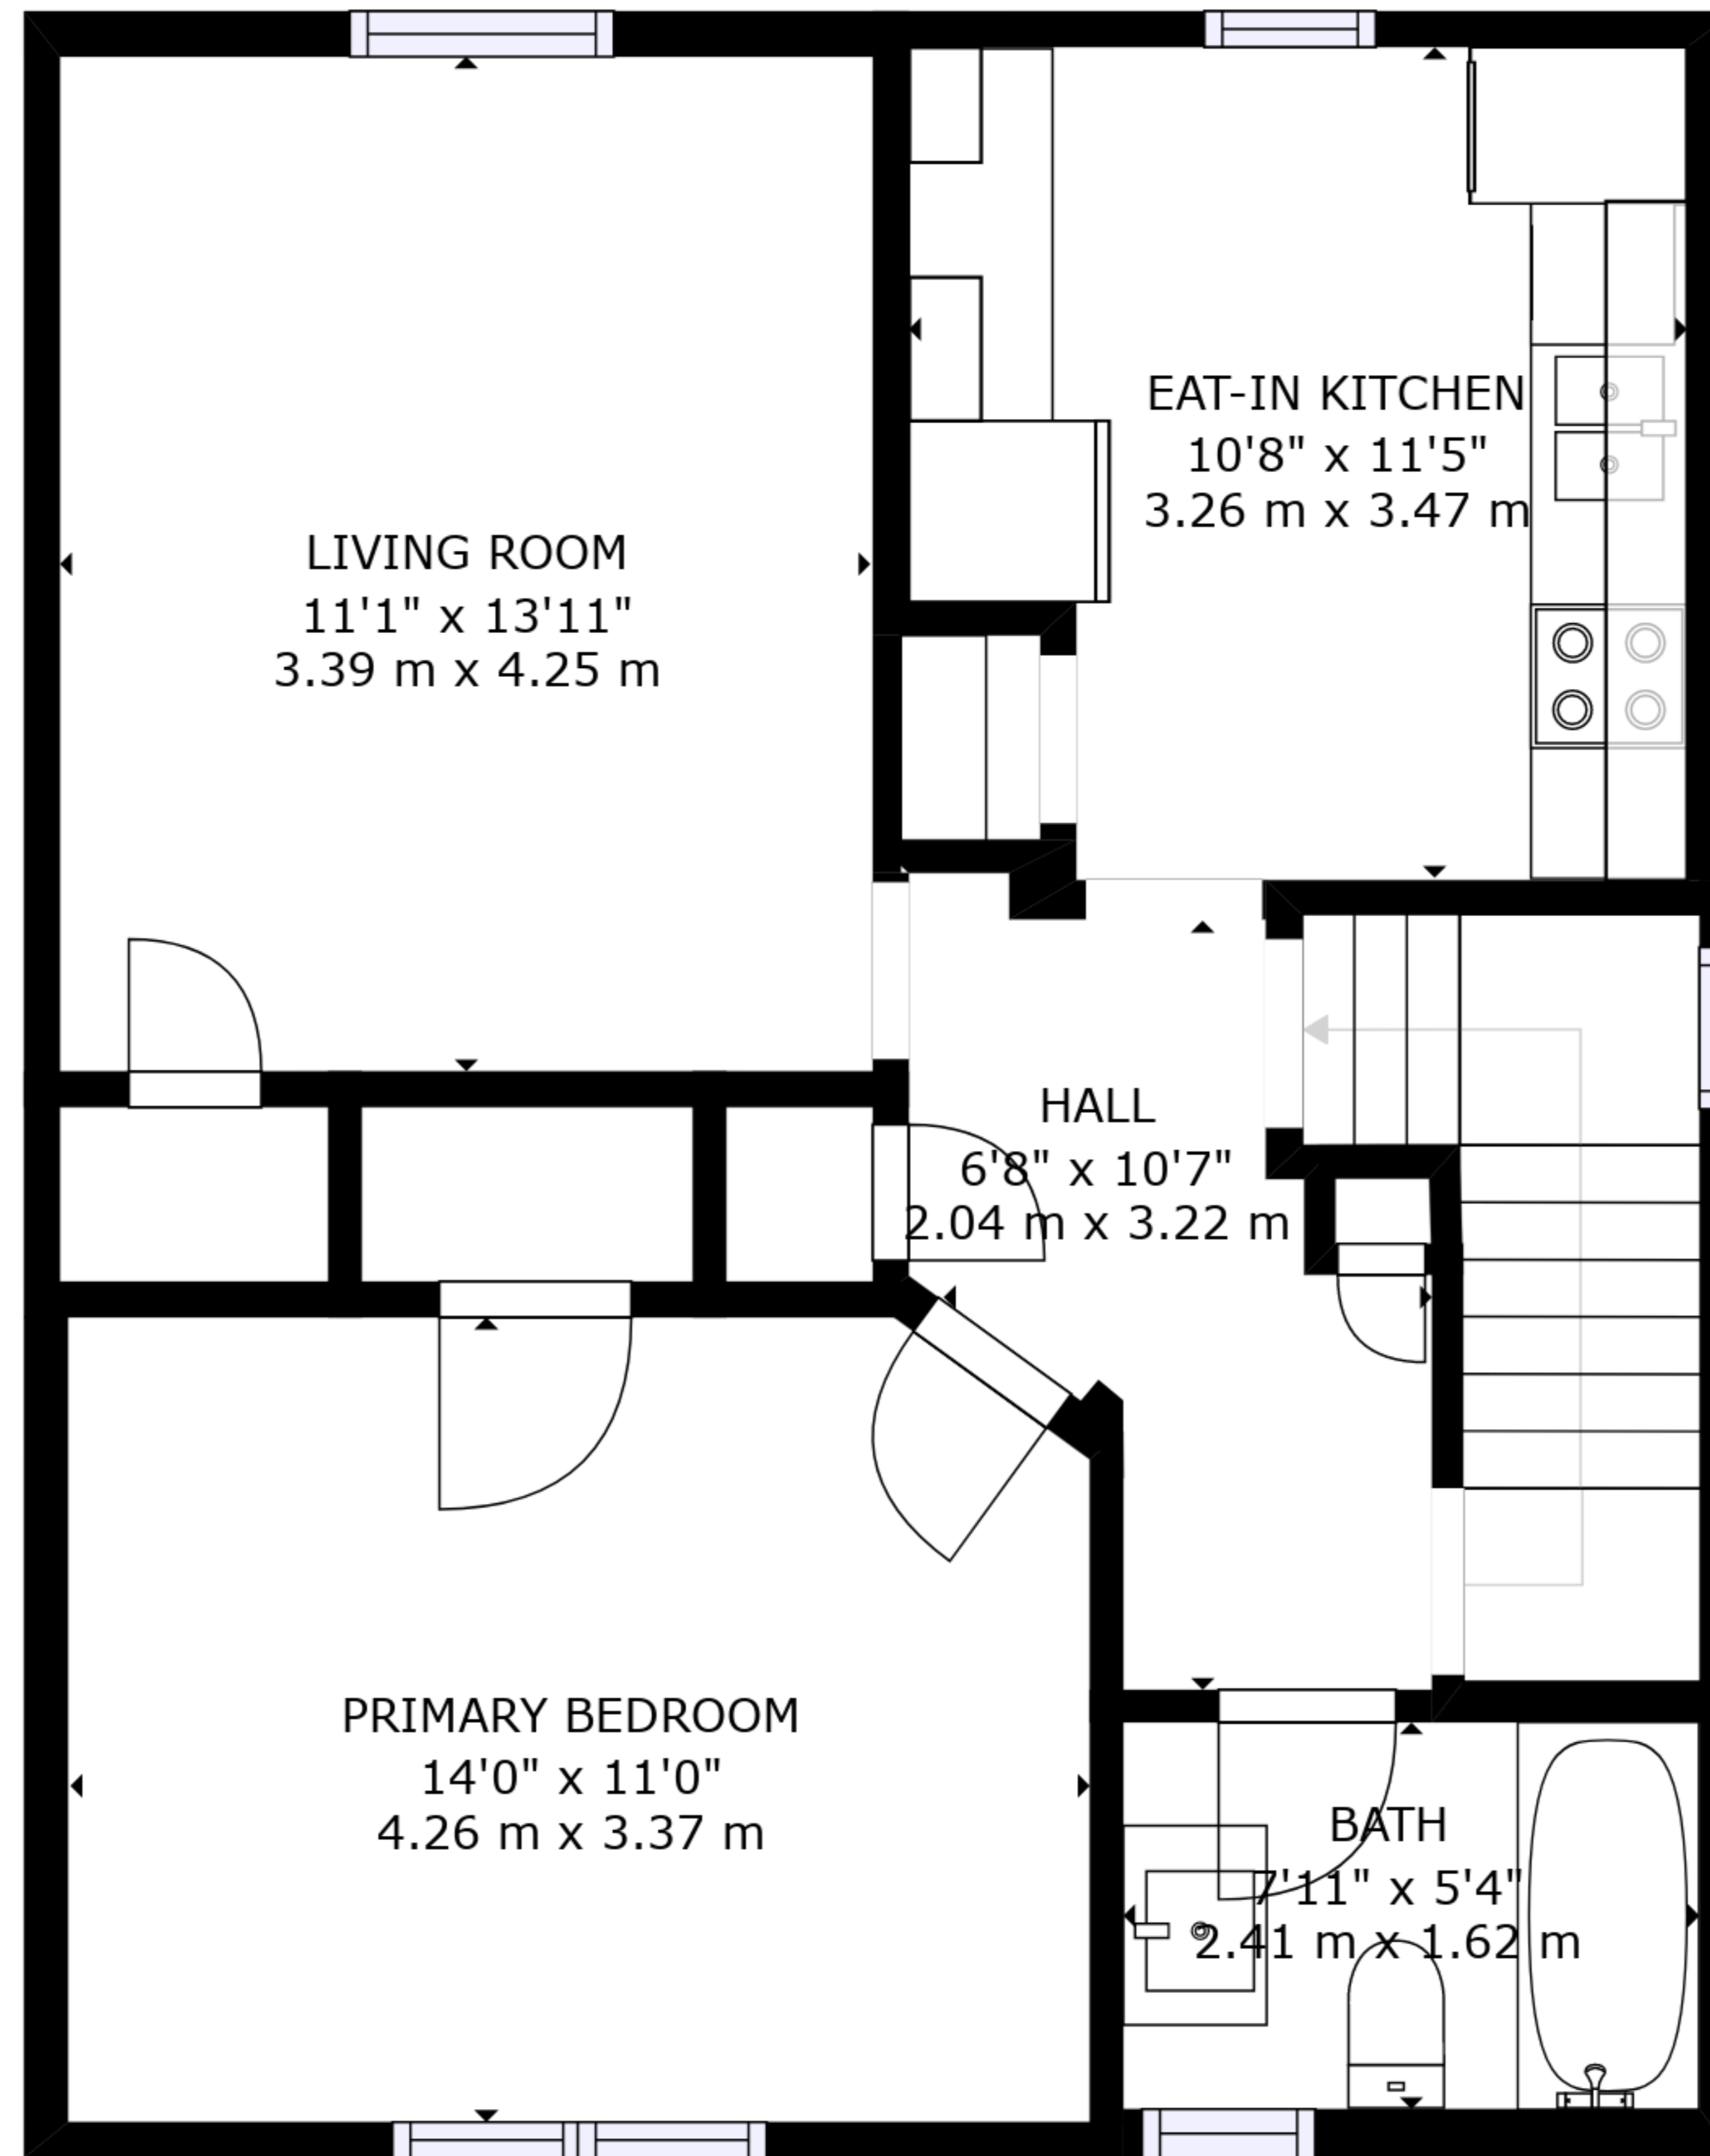 EAT-IN KITCHEN
10'8" x 11'5"
3.26 m x 3.47 m
LIVING ROOM
11'1" x 13'11"
3.39 m x 4.25 m
HALL
6'8" x 10'7"
2.04 m x 3.22 m
PRIMARY BEDROOM
14'0" x 11'0"
4.26 m x 3.37 m
BATH
7'11" x 5'4"
2.41 m x 1.62 m